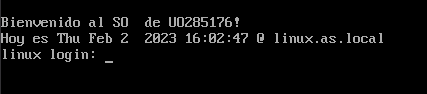 Bienvenido al SO  de UO285176!
Hoy es Thu Feb 2  2023 16:02:47 @ linux.as.local
linux login: _